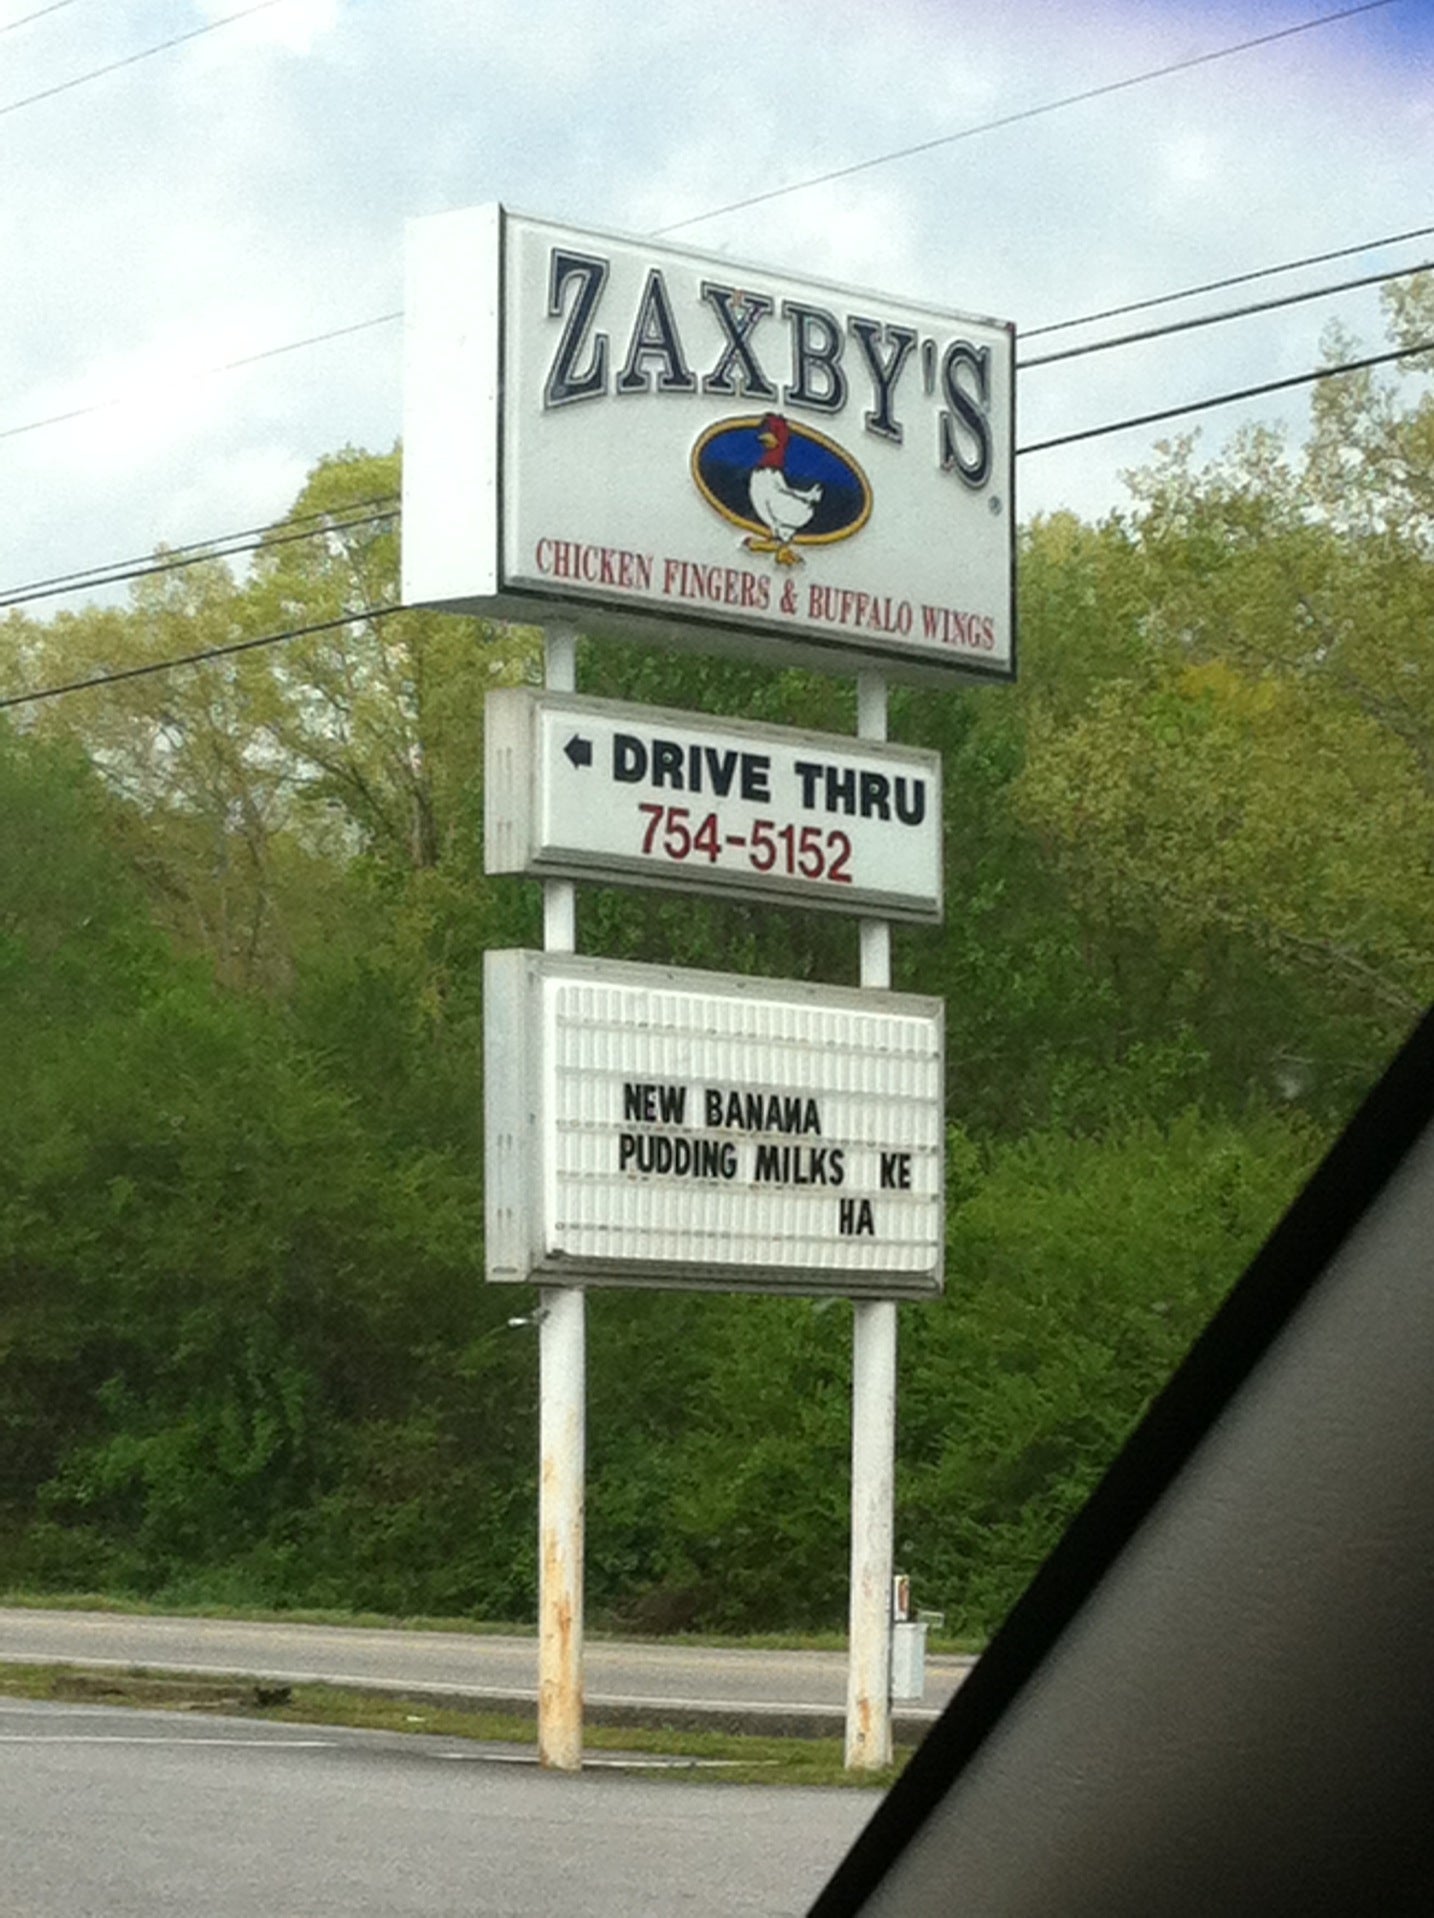 ZAXBY'S
®
CHICKEN FINGERS & BUFFALO WINGS
DRIVE THRU
754-5152
NEW BANANA
PUDDING MILKS KE
HA